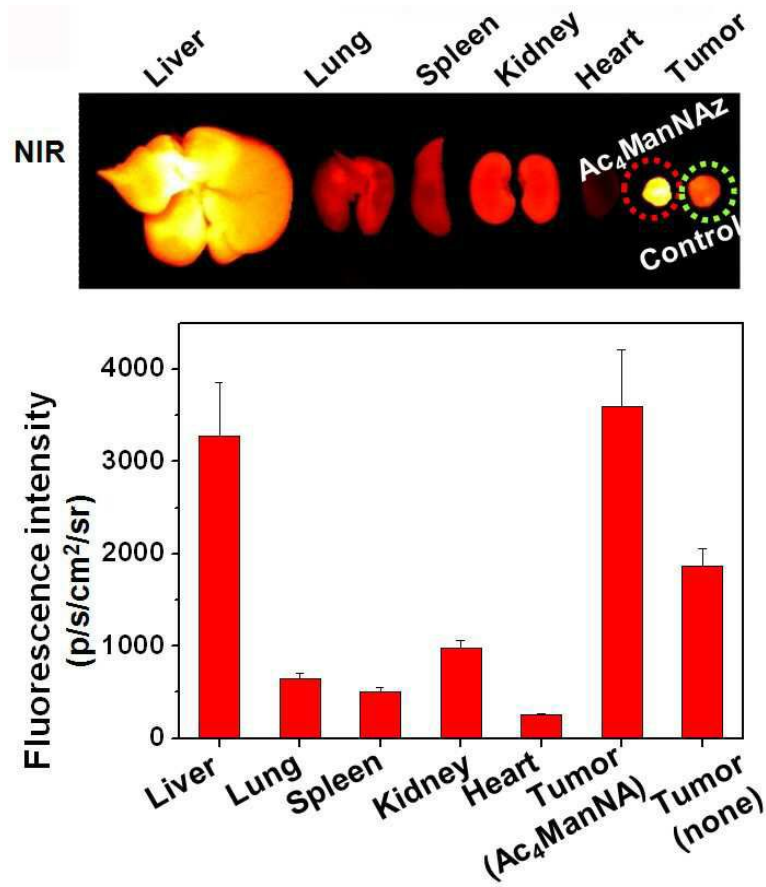 Liver
Lung
Spleen
Kidney
Heart
Tumor
NIR
Ac₄ManNAz
Control
Fluorescence intensity
(p/s/cm²/sr)
4000
3000
2000
1000
0
Liver
Lung
Spleen
Kidney
Heart
Tumor
(Ac₄ManNA)
Tumor
(none)